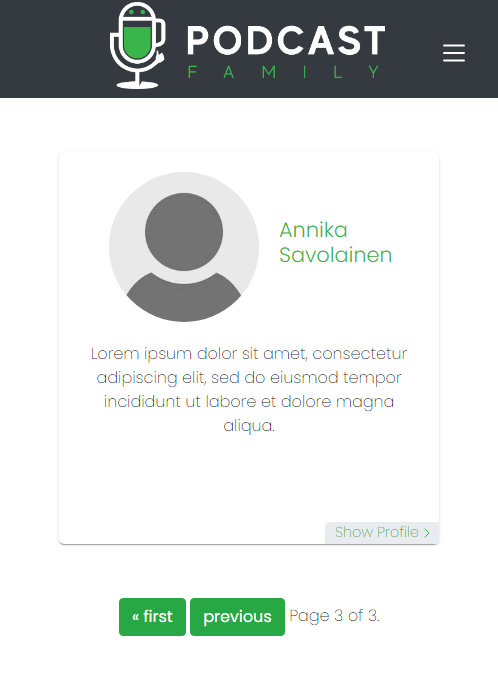 PODCAST
FAMILY
Annika
Savolainen
Lorem ipsum dolor sit amet, consectetur
adipiscing elit, sed do eiusmod tempor
incididunt ut labore et dolore magna
aliqua.
Show Profile >
« first previous Page 3 of 3.